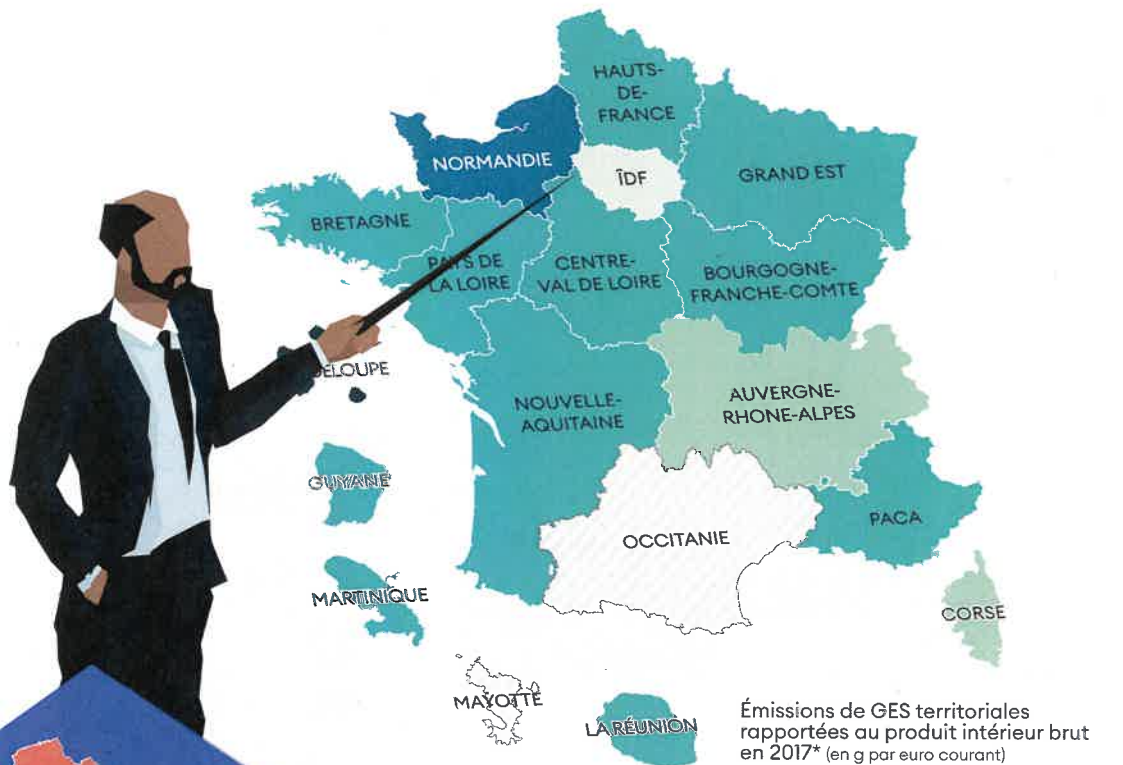 HAUTS-
DE-
FRANCE
NORMANDIE
ÎDF
GRAND EST
BRETAGNE
PAYS DE
LA LOIRE
CENTRE-
VAL DE LOIRE
BOURGOGNE-
FRANCHE-COMTE
DELOUPE
NOUVELLE-
AQUITAINE
AUVERGNE-
RHONE-ALPES
GUYANE
OCCITANIE
PACA
MARTINIQUE
CORSE
MAYOTTE
LA RÉUNION
Émissions de GES territoriales
rapportées au produit intérieur brut
en 2017* (en g par euro courant)